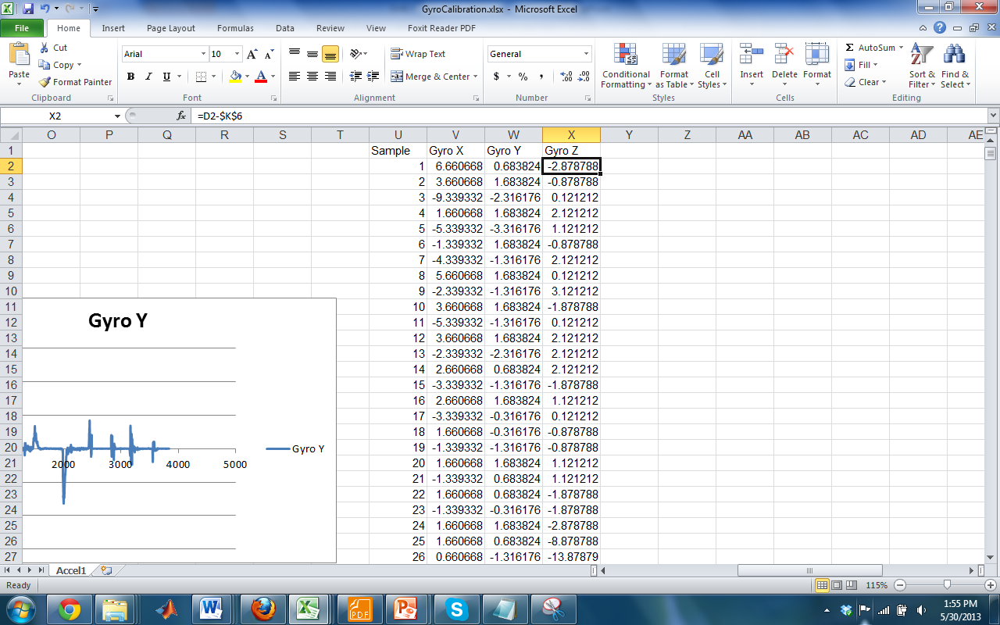 GyroCalibration.xlsx - Microsoft Excel
File Home Insert Page Layout Formulas Data Review View Foxit Reader PDF
Paste Cut Copy Format Painter Clipboard
Arial 10 A A B I U A Font
Wrap Text Merge & Center Alignment
General $ % , .0 .00 .00 .0 Number
Conditional Formatting Format as Table Cell Styles Styles
Insert Delete Format Cells
Σ AutoSum Fill Clear Sort & Filter Find & Select Editing
X2 fx =D2-$K$6
O P Q R S T U V W X Y Z AA AB AC AD AE
1 Sample Gyro X Gyro Y Gyro Z
2 1 6.660668 0.683824 -2.878788
3 2 3.660668 1.683824 -0.878788
4 3 -9.339332 -2.316176 0.121212
5 4 1.660668 1.683824 2.121212
6 5 -5.339332 -3.316176 1.121212
7 6 -1.339332 1.683824 -0.878788
8 7 -4.339332 -1.316176 2.121212
9 8 5.660668 1.683824 0.121212
10 9 -2.339332 -1.316176 3.121212
11 10 3.660668 1.683824 -1.878788
12 11 -5.339332 -1.316176 0.121212
13 12 3.660668 1.683824 2.121212
14 13 -2.339332 -2.316176 2.121212
15 14 2.660668 0.683824 2.121212
16 15 -3.339332 -1.316176 -1.878788
17 16 2.660668 1.683824 1.121212
18 17 -3.339332 -0.316176 0.121212
19 18 1.660668 -0.316176 -0.878788
20 19 -1.339332 -1.316176 -0.878788
21 20 1.660668 1.683824 1.121212
22 21 -1.339332 0.683824 1.121212
23 22 1.660668 0.683824 -1.878788
24 23 -1.339332 -0.316176 -1.878788
25 24 1.660668 1.683824 -2.878788
26 25 1.660668 0.683824 -8.878788
27 26 0.660668 -1.316176 -13.87879
Gyro Y
Gyro Y
2000 3000 4000 5000
Accel1
Ready 115%
W PDF P S
1:55 PM
5/30/2013